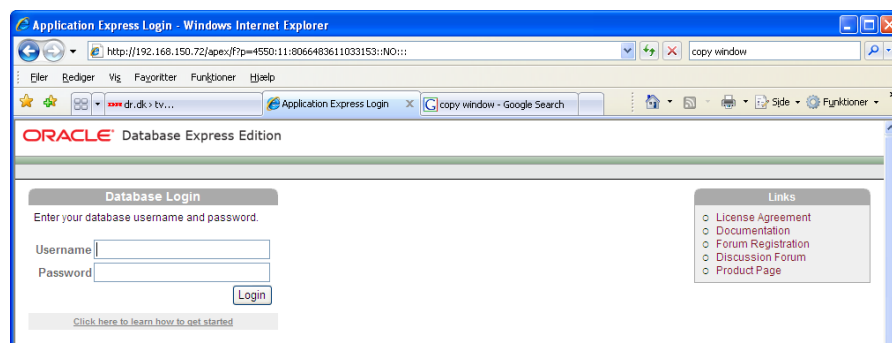 Application Express Login - Windows Internet Explorer
http://192.168.150.72/apex/f?p=4550:11:8066483611033153::NO:::
copy window
Filer Rediger Vis Favoritter Funktioner Hjælp
dr.dk > tv... Application Express Login X copy window - Google Search Side Funktioner
ORACLE Database Express Edition
Database Login
Enter your database username and password.
Username
Password
Login
Click here to learn how to get started
Links
License Agreement
Documentation
Forum Registration
Discussion Forum
Product Page